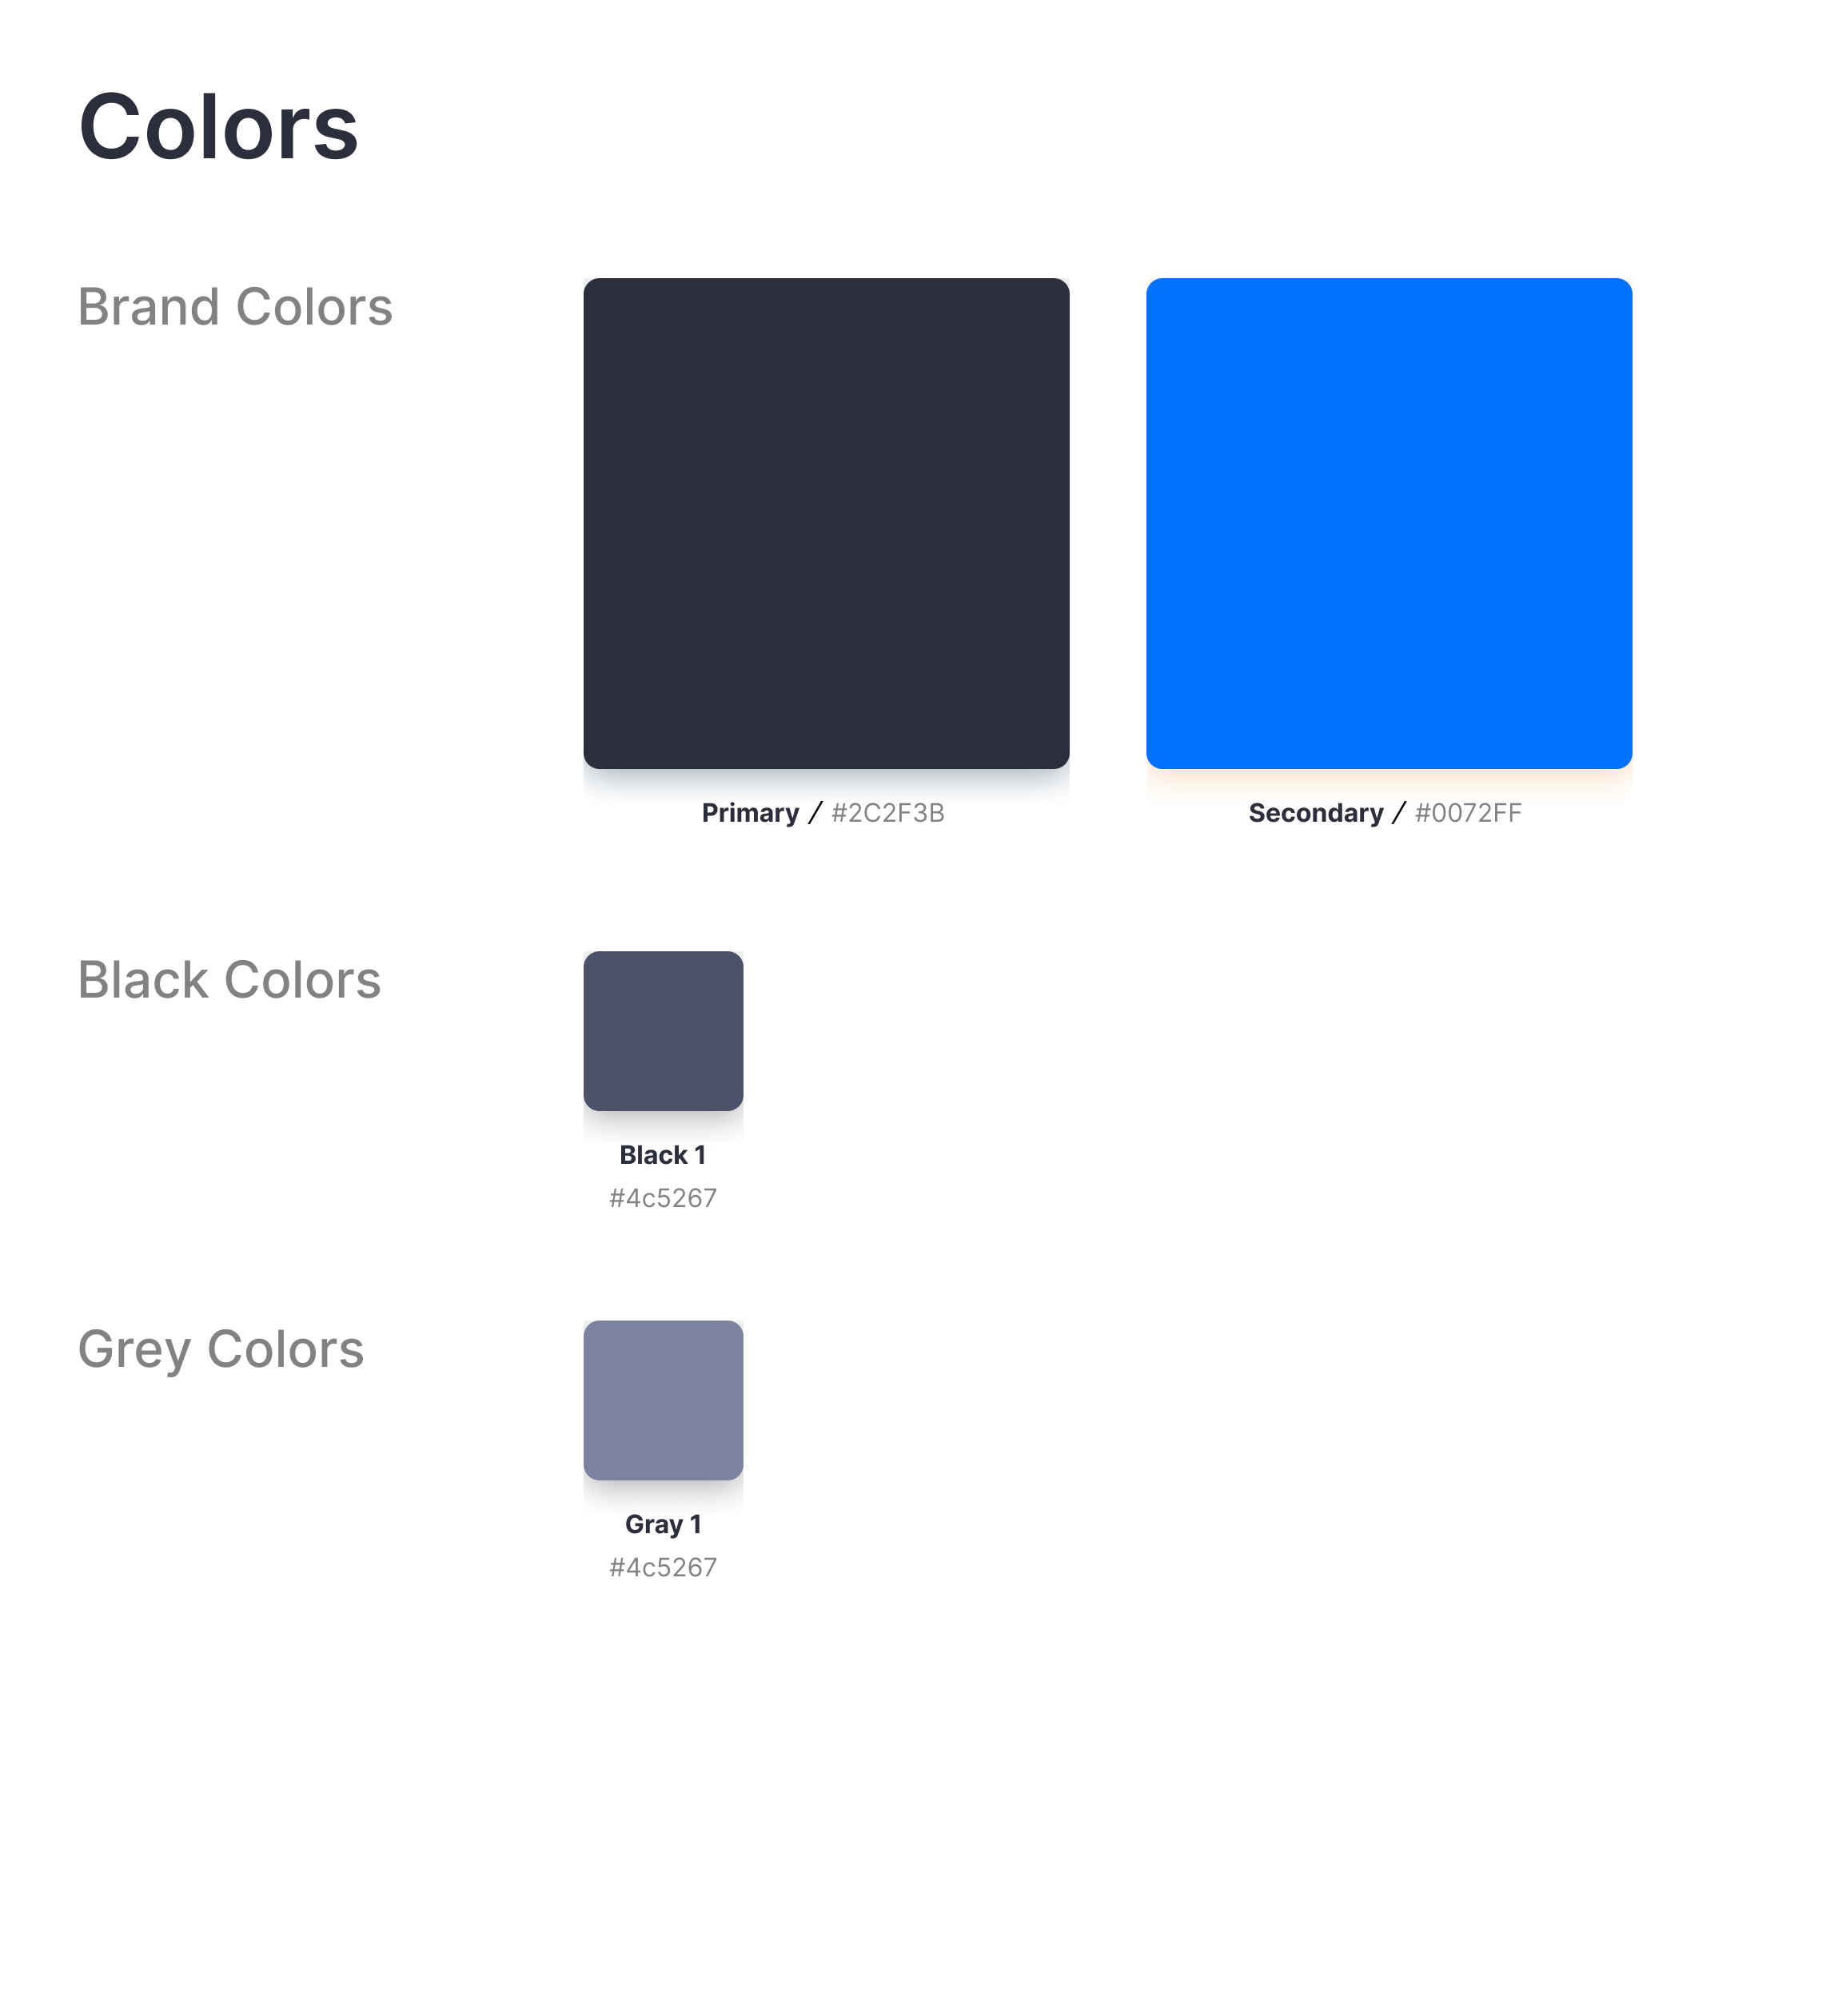 Colors
Brand Colors
Primary / #2C2F3B
Secondary / #0072FF
Black Colors
Black 1
#4c5267
Grey Colors
Gray 1
#4c5267